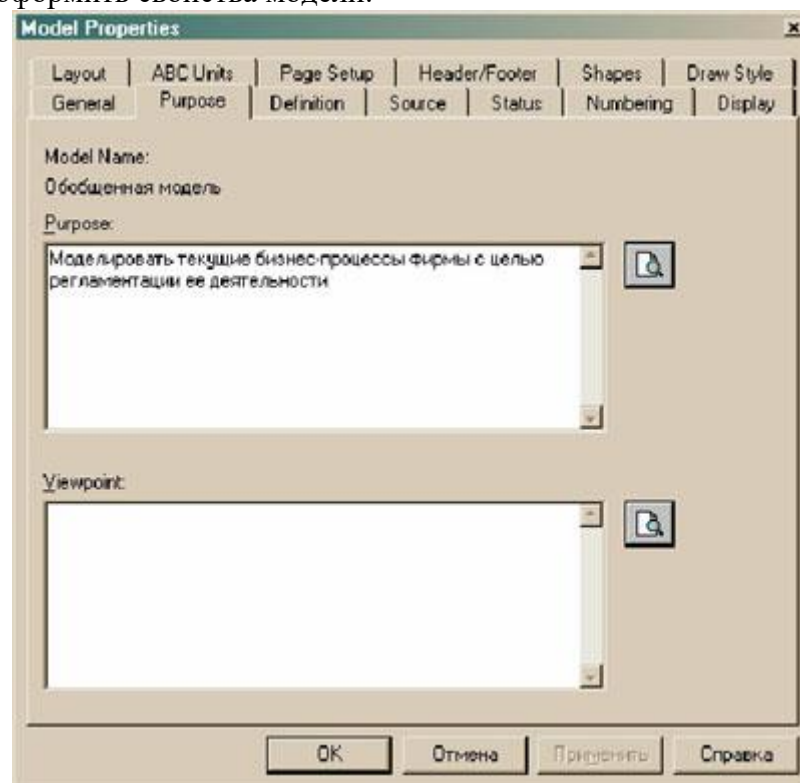 оформить свойства модели.
Model Properties
Layout ABC Units Page Setup Header/Footer Shapes Draw Style
General Purpose Definition Source Status Numbering Display
Model Name:
Обобщенная модель
Purpose:
Моделировать текущие бизнес-процессы фирмы с целью
регламентации ее деятельности
Viewpoint:
OK Отмена Применить Справка